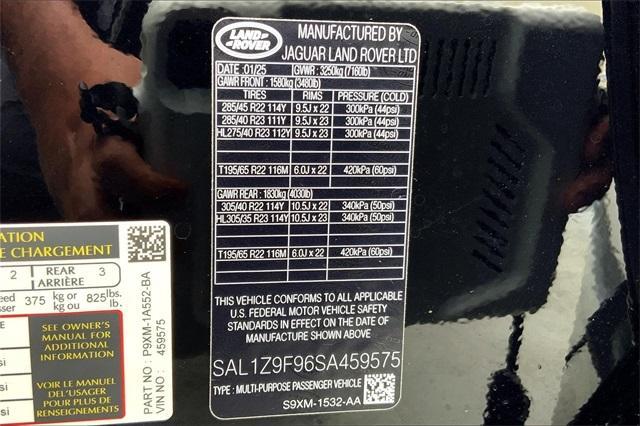 LAND ROVER
MANUFACTURED BY
JAGUAR LAND ROVER LTD
DATE : 01/25 GVWR : 3250kg (7160lb)
GAWR FRONT : 1580kg (3480lb)
TIRES RIMS PRESSURE (COLD)
285/45 R22 114Y 9.5J x 22 300kPa (44psi)
285/40 R23 111Y 9.5J x 23 300kPa (44psi)
HL275/40 R23 112Y 9.5J x 23 300kPa (44psi)
T195/65 R22 116M 6.0J x 22 420kPa (60psi)
GAWR REAR : 1830kg (4030lb)
305/40 R22 114Y 10.5J x 22 340kPa (50psi)
HL305/35 R23 114Y 10.5J x 23 340kPa (50psi)
T195/65 R22 116M 6.0J x 22 420kPa (60psi)
THIS VEHICLE CONFORMS TO ALL APPLICABLE
U.S. FEDERAL MOTOR VEHICLE SAFETY
STANDARDS IN EFFECT ON THE DATE OF
MANUFACTURE SHOWN ABOVE.
SAL1Z9F96SA459575
TYPE : MULTI-PURPOSE PASSENGER VEHICLE
S9XM-1532-AA
ATION
E CHARGEMENT
2 REAR ARRIÈRE 3
eed 375 kg or 825 lbs.
sser kg ou lb.
SEE OWNER'S
MANUAL FOR
ADDITIONAL
INFORMATION
VOIR LE MANUEL
DE L'USAGER
POUR PLUS DE
RENSEIGNEMENTS
si
si
si
PART NO : P9XM-1A552-BA
VIN NO : 459575